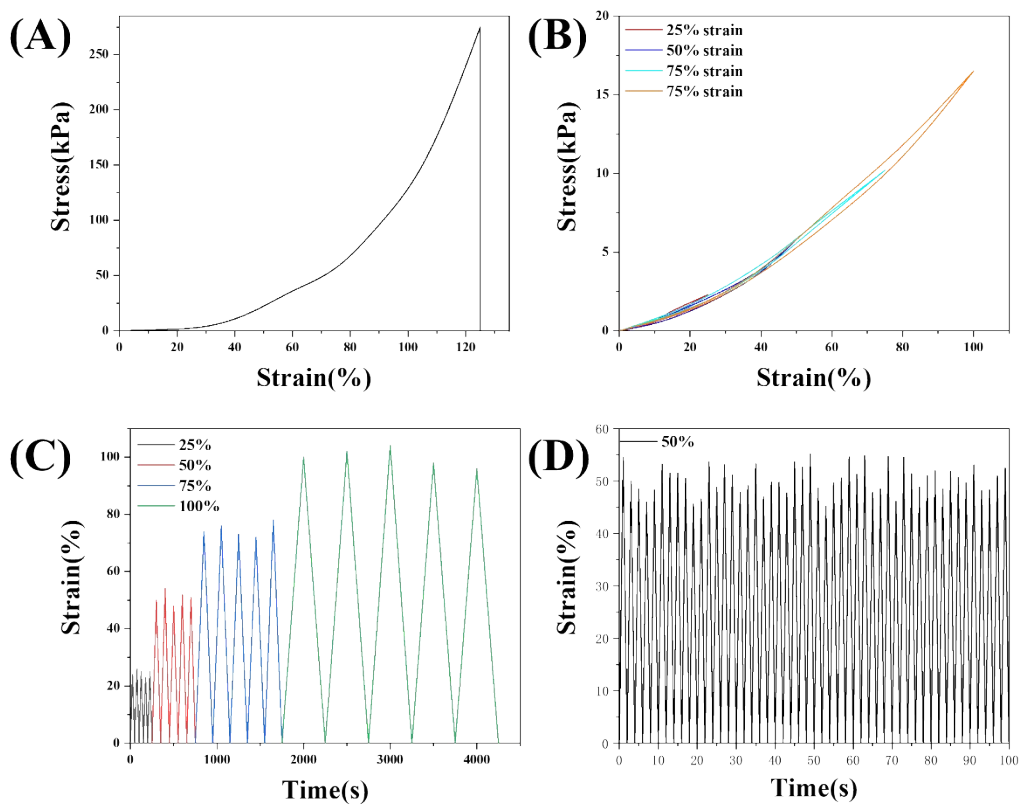 (A)
250
200
150
100
50
0
Stress(kPa)
0 20 40 60 80 100 120
Strain(%)
(B)
20
15
10
5
0
Stress(kPa)
25% strain
50% strain
75% strain
75% strain
0 20 40 60 80 100
Strain(%)
(C)
100
80
60
40
20
0
Strain(%)
25%
50%
75%
100%
0 1000 2000 3000 4000
Time(s)
(D)
60
50
40
30
20
10
0
Strain(%)
50%
0 10 20 30 40 50 60 70 80 90 100
Time(s)